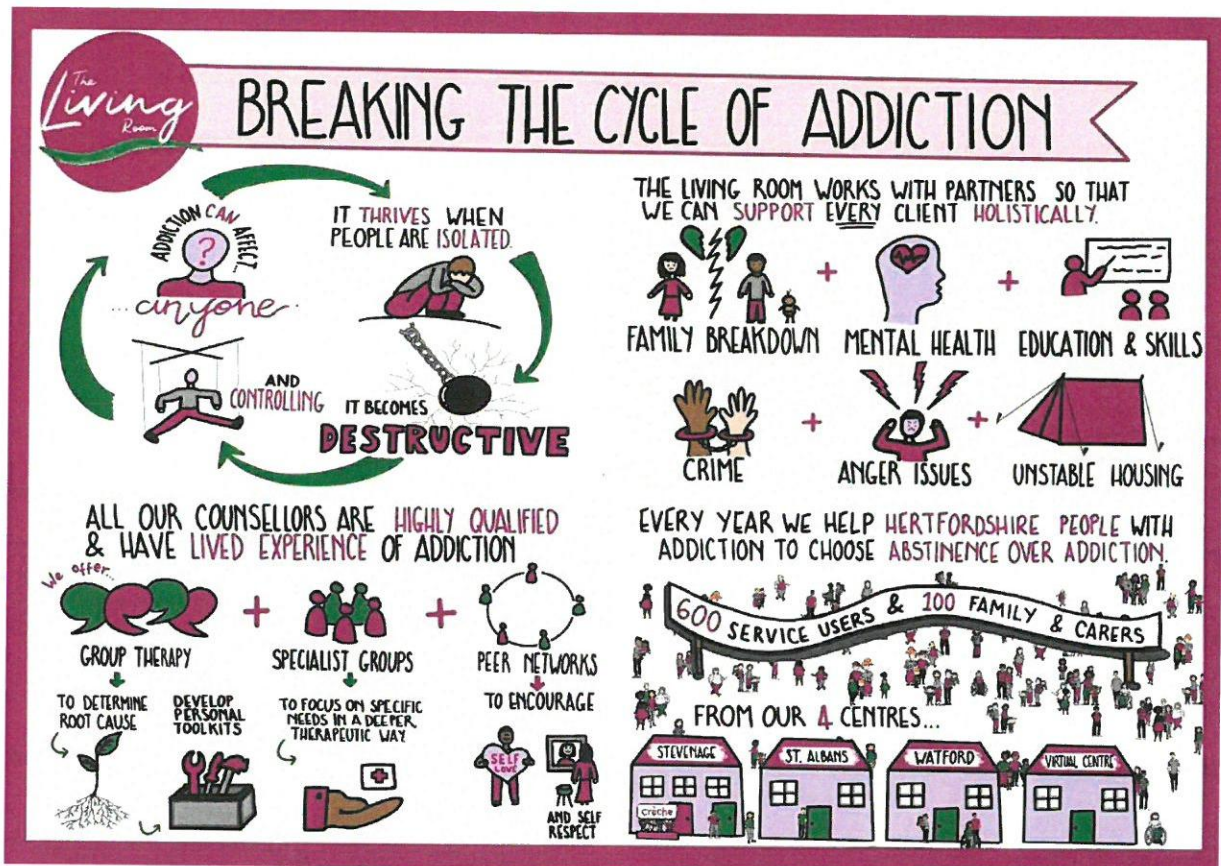 The
Living
Room
BREAKING THE CYCLE OF ADDICTION
ADDICTION CAN AFFECT...
?
...anyone...
IT THRIVES WHEN
PEOPLE ARE ISOLATED.
IT BECOMES
DESTRUCTIVE
AND
CONTROLLING
THE LIVING ROOM WORKS WITH PARTNERS SO THAT
WE CAN SUPPORT EVERY CLIENT HOLISTICALLY.
+
+
FAMILY BREAKDOWN
MENTAL HEALTH
EDUCATION & SKILLS
+
+
CRIME
ANGER ISSUES
UNSTABLE HOUSING
ALL OUR COUNSELLORS ARE HIGHLY QUALIFIED
& HAVE LIVED EXPERIENCE OF ADDICTION
We offer...
+
+
GROUP THERAPY
SPECIALIST GROUPS
PEER NETWORKS
TO DETERMINE
ROOT CAUSE
DEVELOP
PERSONAL
TOOLKITS
TO FOCUS ON SPECIFIC
NEEDS IN A DEEPER
THERAPEUTIC WAY
TO ENCOURAGE
SELF
LOVE
AND SELF
RESPECT
EVERY YEAR WE HELP HERTFORDSHIRE PEOPLE WITH
ADDICTION TO CHOOSE ABSTINENCE OVER ADDICTION.
600 SERVICE USERS & 100 FAMILY & CARERS
FROM OUR 4 CENTRES...
STEVENAGE
crèche
ST. ALBANS
WATFORD
VIRTUAL CENTRE